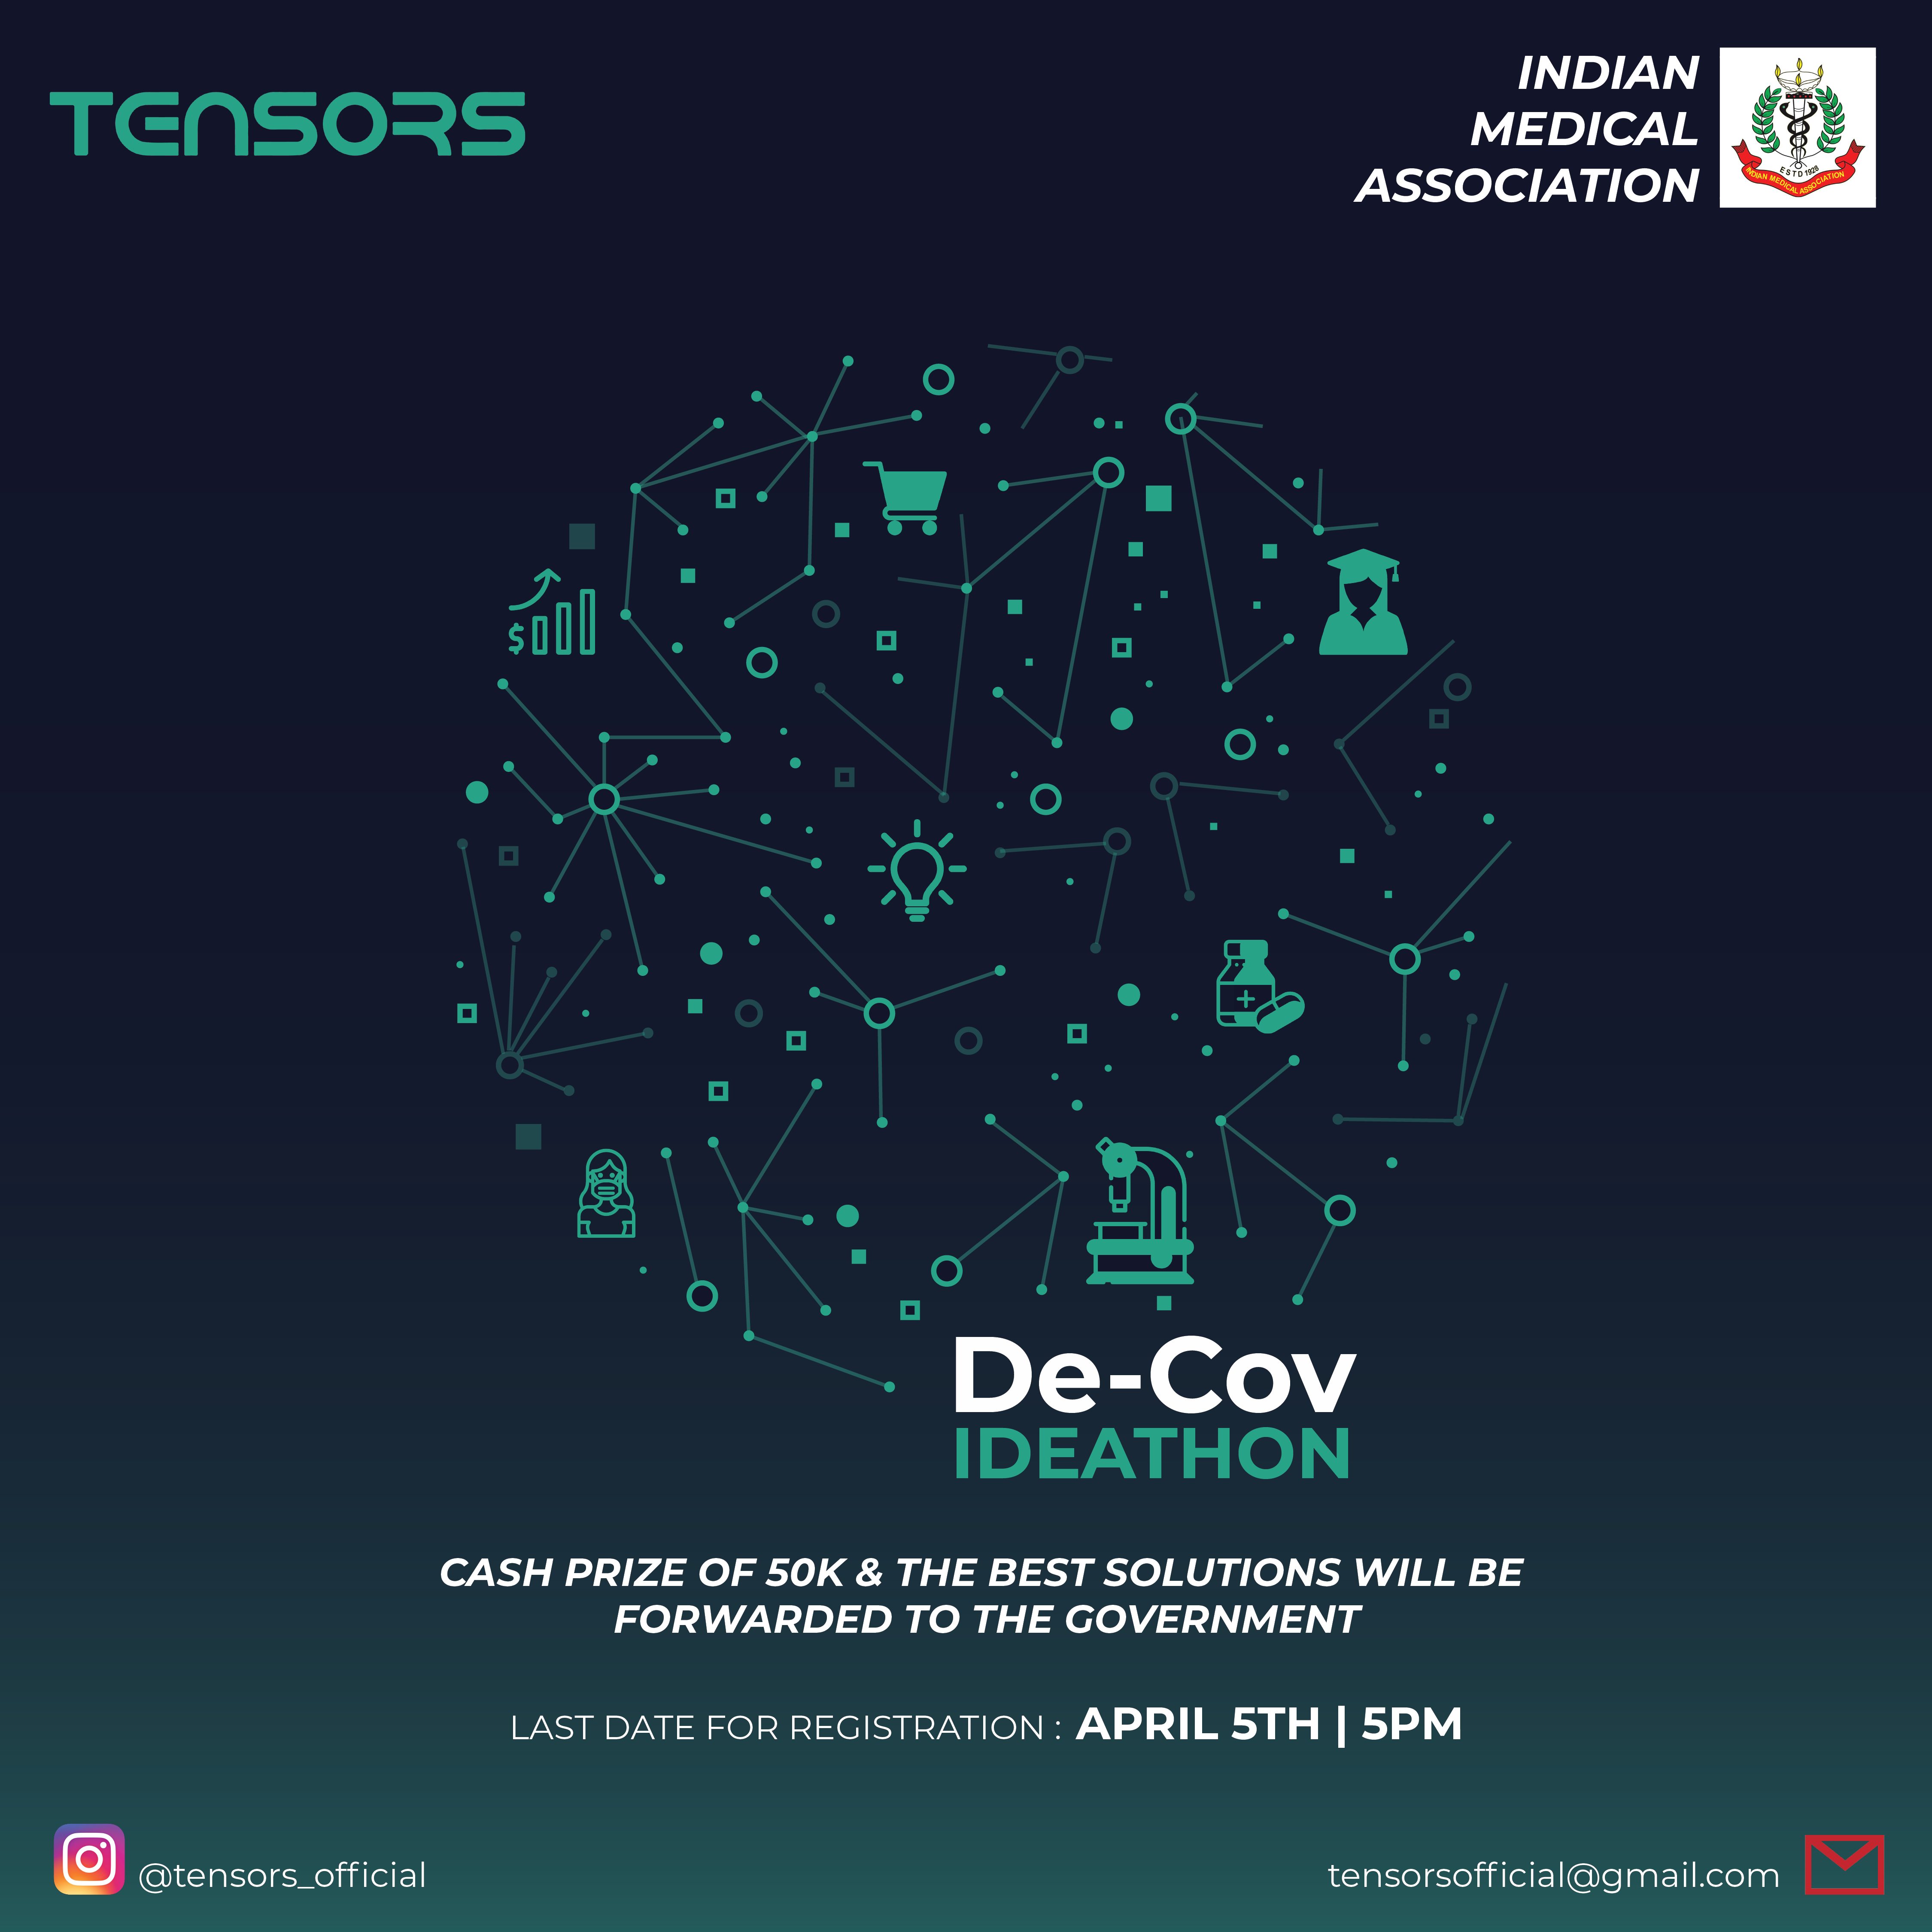 TENSORS
INDIAN
MEDICAL
ASSOCIATION
ESTD 1928
INDIAN MEDICAL ASSOCIATION
$
De-Cov
IDEATHON
CASH PRIZE OF 50K & THE BEST SOLUTIONS WILL BE
FORWARDED TO THE GOVERNMENT
LAST DATE FOR REGISTRATION : APRIL 5TH | 5PM
@tensors_official
tensorsofficial@gmail.com